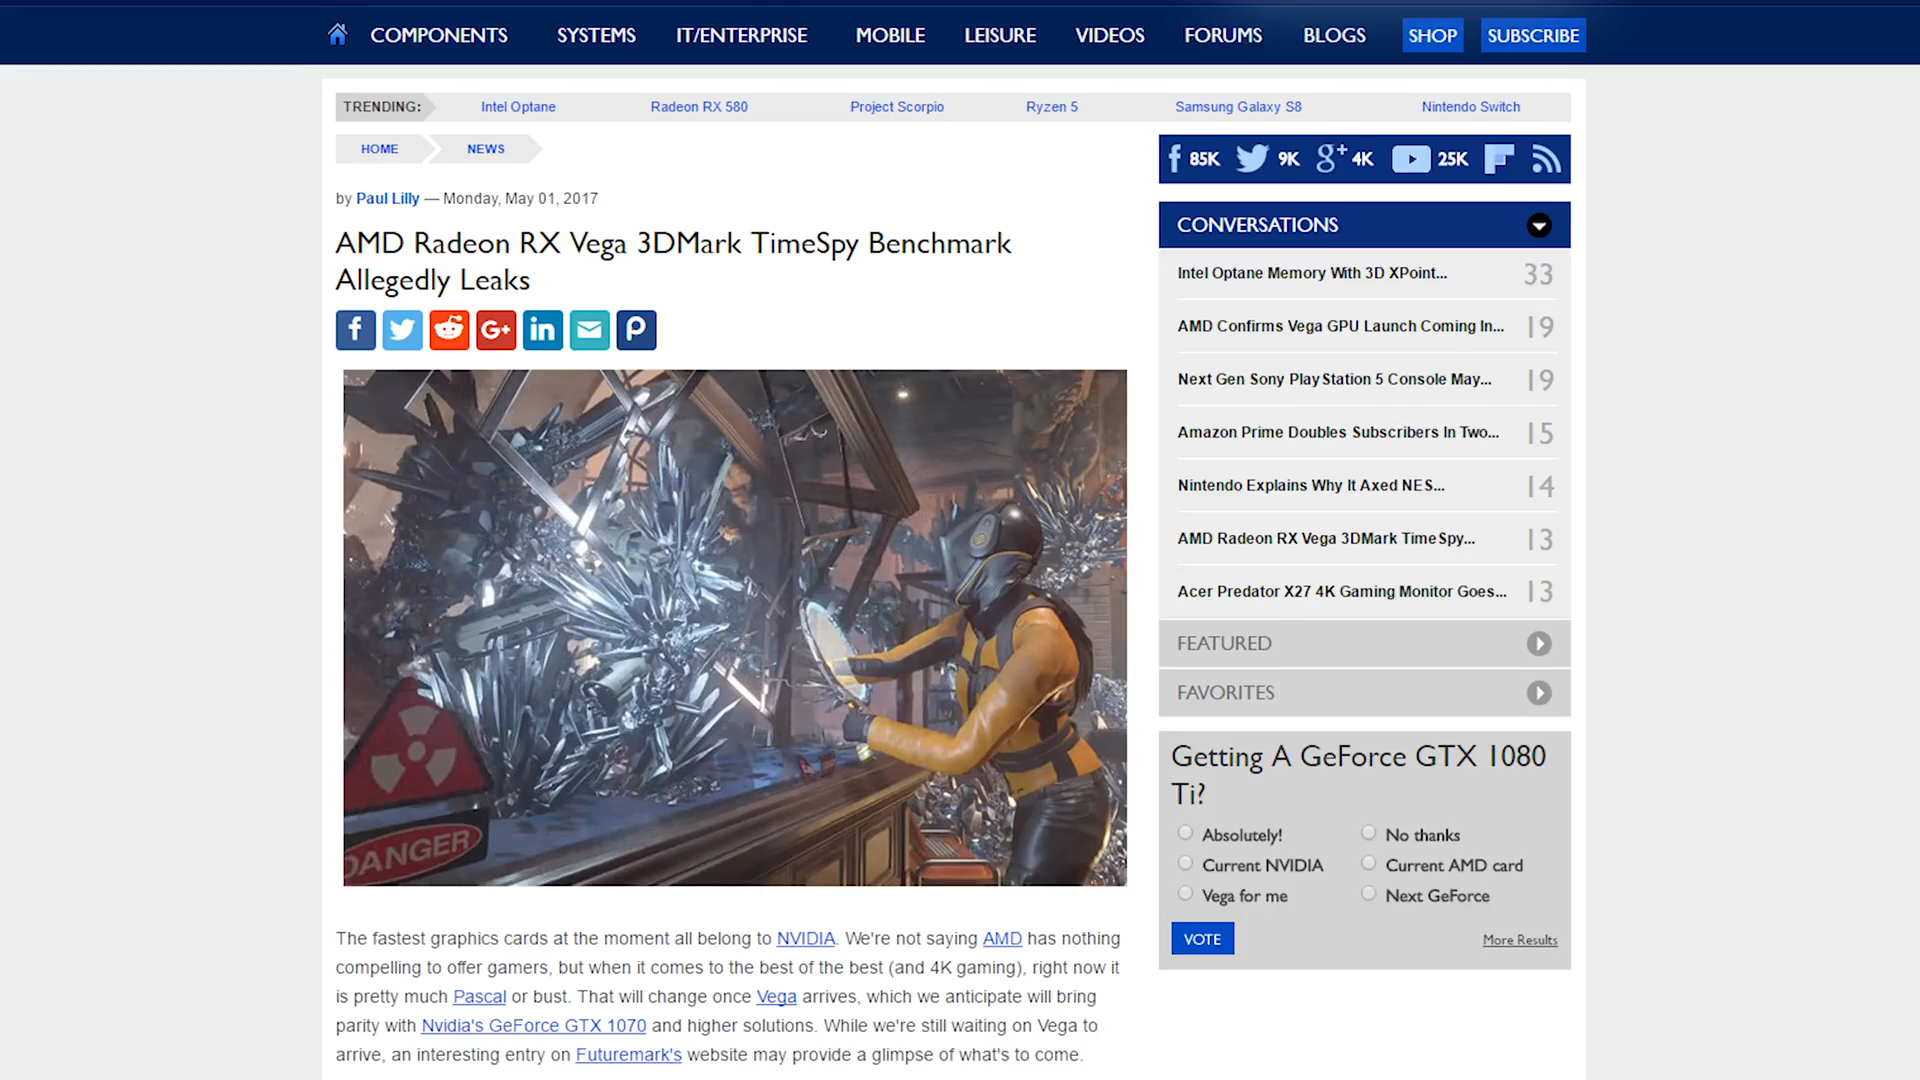 COMPONENTS SYSTEMS IT/ENTERPRISE MOBILE LEISURE VIDEOS FORUMS BLOGS SHOP SUBSCRIBE
TRENDING: Intel Optane Radeon RX 580 Project Scorpio Ryzen 5 Samsung Galaxy S8 Nintendo Switch
HOME NEWS
by Paul Lilly — Monday, May 01, 2017
AMD Radeon RX Vega 3DMark TimeSpy Benchmark
Allegedly Leaks
DANGER
The fastest graphics cards at the moment all belong to NVIDIA. We're not saying AMD has nothing
compelling to offer gamers, but when it comes to the best of the best (and 4K gaming), right now it
is pretty much Pascal or bust. That will change once Vega arrives, which we anticipate will bring
parity with Nvidia's GeForce GTX 1070 and higher solutions. While we're still waiting on Vega to
arrive, an interesting entry on Futuremark's website may provide a glimpse of what's to come.
85K 9K 4K 25K
CONVERSATIONS
Intel Optane Memory With 3D XPoint... 33
AMD Confirms Vega GPU Launch Coming In... 19
Next Gen Sony PlayStation 5 Console May... 19
Amazon Prime Doubles Subscribers In Two... 15
Nintendo Explains Why It Axed NES... 14
AMD Radeon RX Vega 3DMark TimeSpy... 13
Acer Predator X27 4K Gaming Monitor Goes... 13
FEATURED
FAVORITES
Getting A GeForce GTX 1080
Ti?
Absolutely! No thanks
Current NVIDIA Current AMD card
Vega for me Next GeForce
VOTE More Results